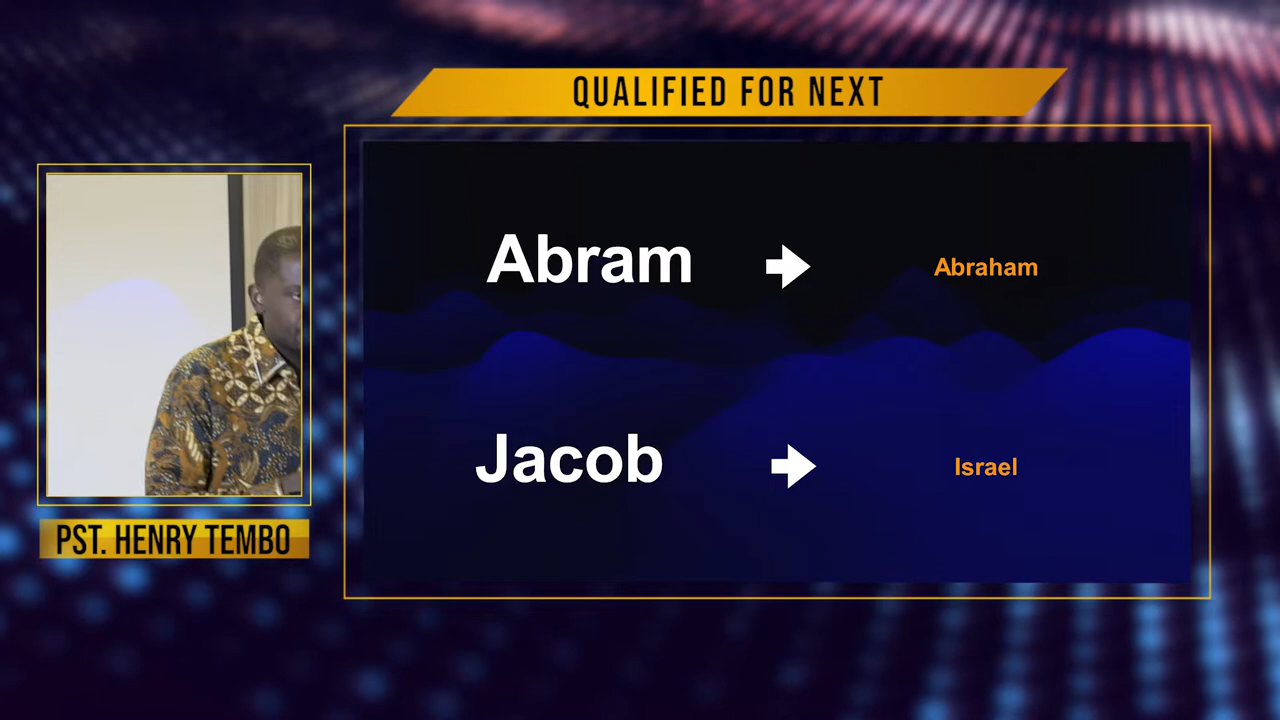 QUALIFIED FOR NEXT
Abram
Abraham
Jacob
Israel
PST. HENRY TEMBO